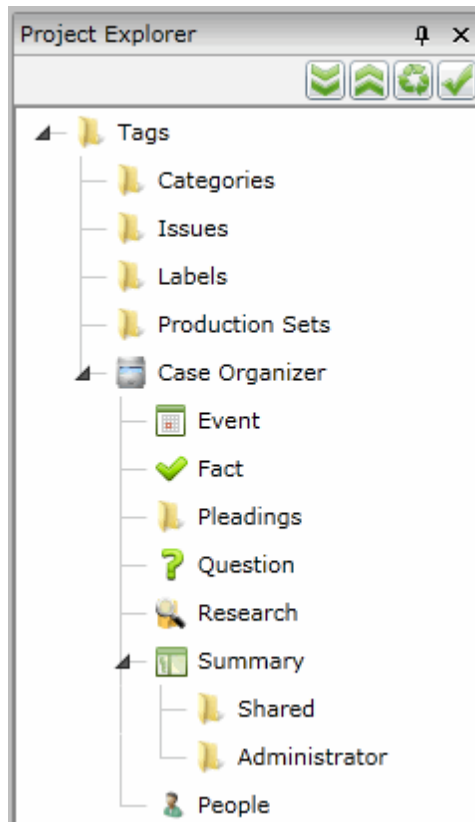 Project Explorer
Tags
Categories
Issues
Labels
Production Sets
Case Organizer
Event
Fact
Pleadings
Question
Research
Summary
Shared
Administrator
People